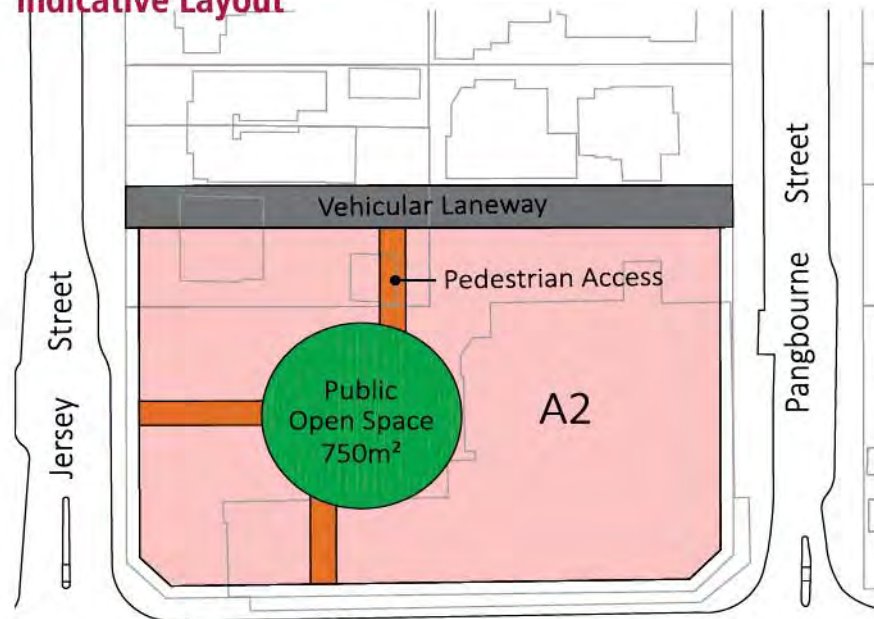 Indicative Layout
Vehicular Laneway
Pedestrian Access
Public
Open Space
750m²
A2
Jersey Street
Pangbourne Street